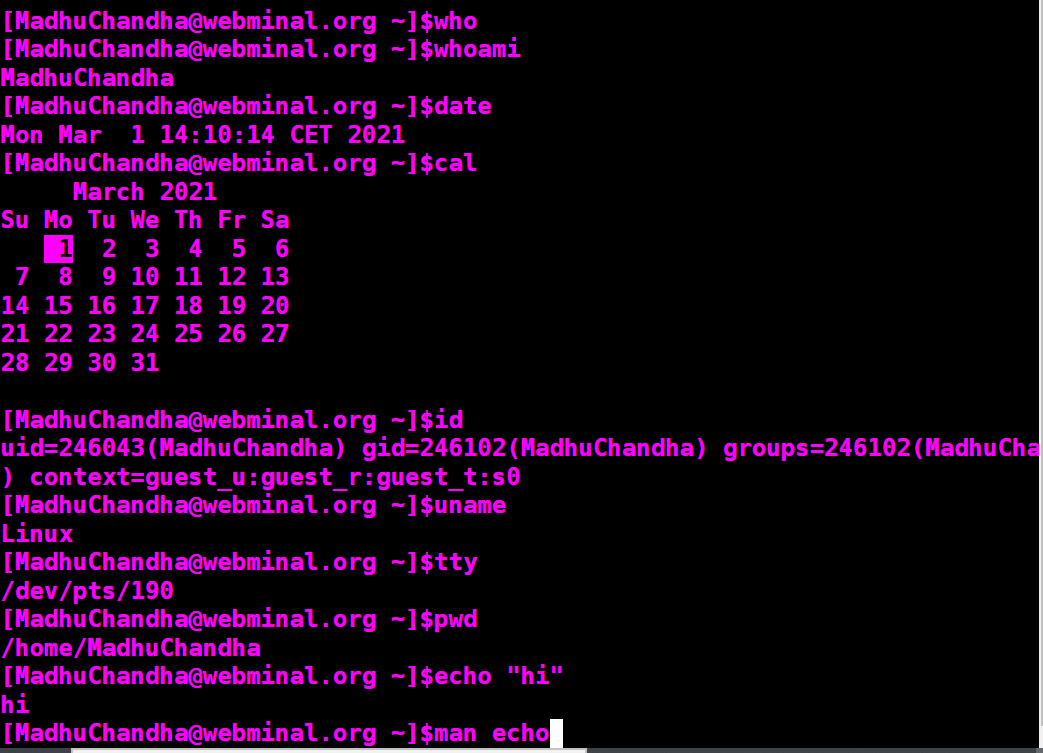 [MadhuChandha@webminal.org ~]$who
[MadhuChandha@webminal.org ~]$whoami
MadhuChandha
[MadhuChandha@webminal.org ~]$date
Mon Mar  1 14:10:14 CET 2021
[MadhuChandha@webminal.org ~]$cal
     March 2021
Su Mo Tu We Th Fr Sa
    1  2  3  4  5  6
 7  8  9 10 11 12 13
14 15 16 17 18 19 20
21 22 23 24 25 26 27
28 29 30 31
[MadhuChandha@webminal.org ~]$id
uid=246043(MadhuChandha) gid=246102(MadhuChandha) groups=246102(MadhuCha
) context=guest_u:guest_r:guest_t:s0
[MadhuChandha@webminal.org ~]$uname
Linux
[MadhuChandha@webminal.org ~]$tty
/dev/pts/190
[MadhuChandha@webminal.org ~]$pwd
/home/MadhuChandha
[MadhuChandha@webminal.org ~]$echo "hi"
hi
[MadhuChandha@webminal.org ~]$man echo